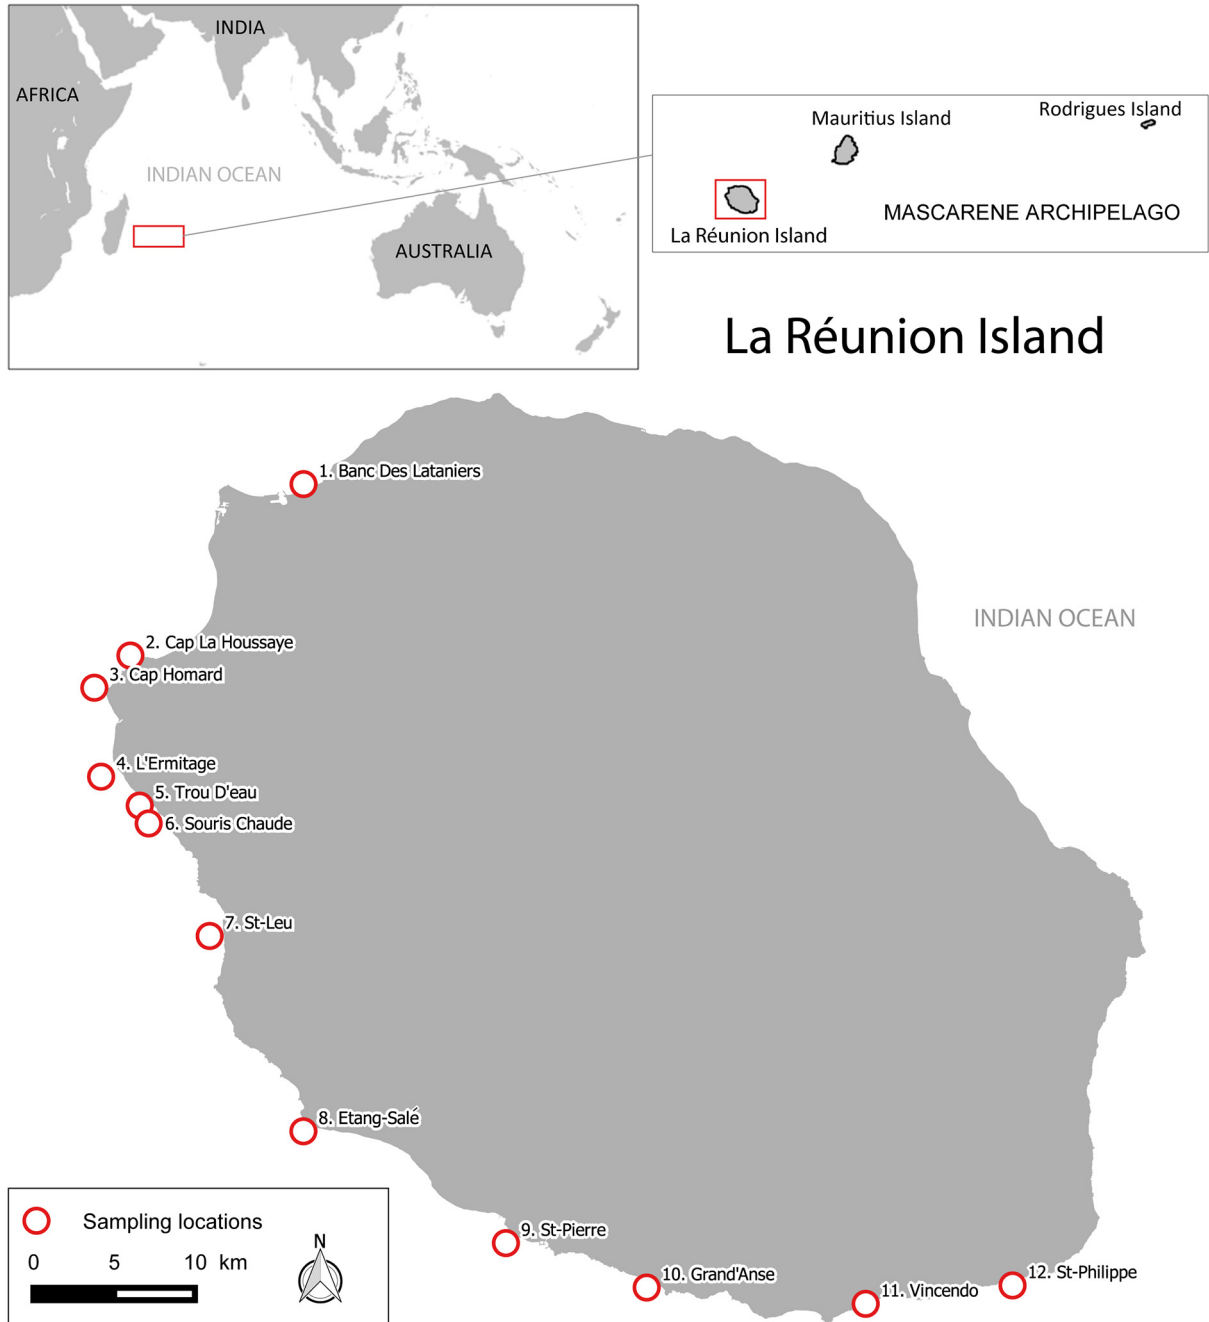 INDIA
AFRICA
INDIAN OCEAN
AUSTRALIA
Mauritius Island
Rodrigues Island
La Réunion Island
MASCARENE ARCHIPELAGO
La Réunion Island
1. Banc Des Lataniers
INDIAN OCEAN
2. Cap La Houssaye
3. Cap Homard
4. L'Ermitage
5. Trou D'eau
6. Souris Chaude
7. St-Leu
8. Etang-Salé
9. St-Pierre
10. Grand'Anse
11. Vincendo
12. St-Philippe
Sampling locations
0 5 10 km
N